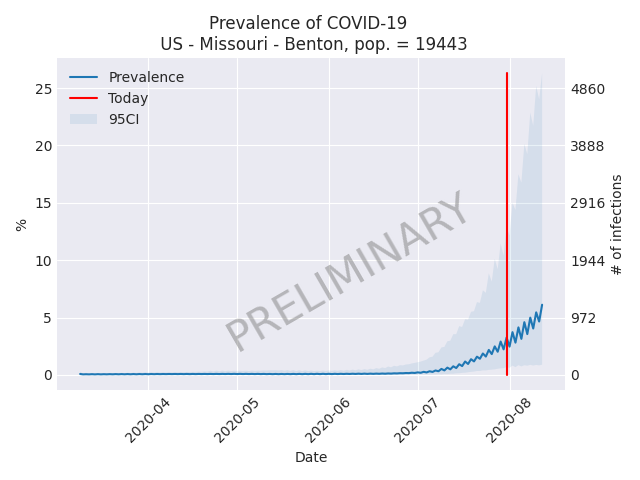 Prevalence of COVID-19
US - Missouri - Benton, pop. = 19443
Prevalence
Today
95CI
25
20
15
10
5
0
%
4860
3888
2916
1944
972
0
# of infections
PRELIMINARY
2020-04
2020-05
2020-06
2020-07
2020-08
Date